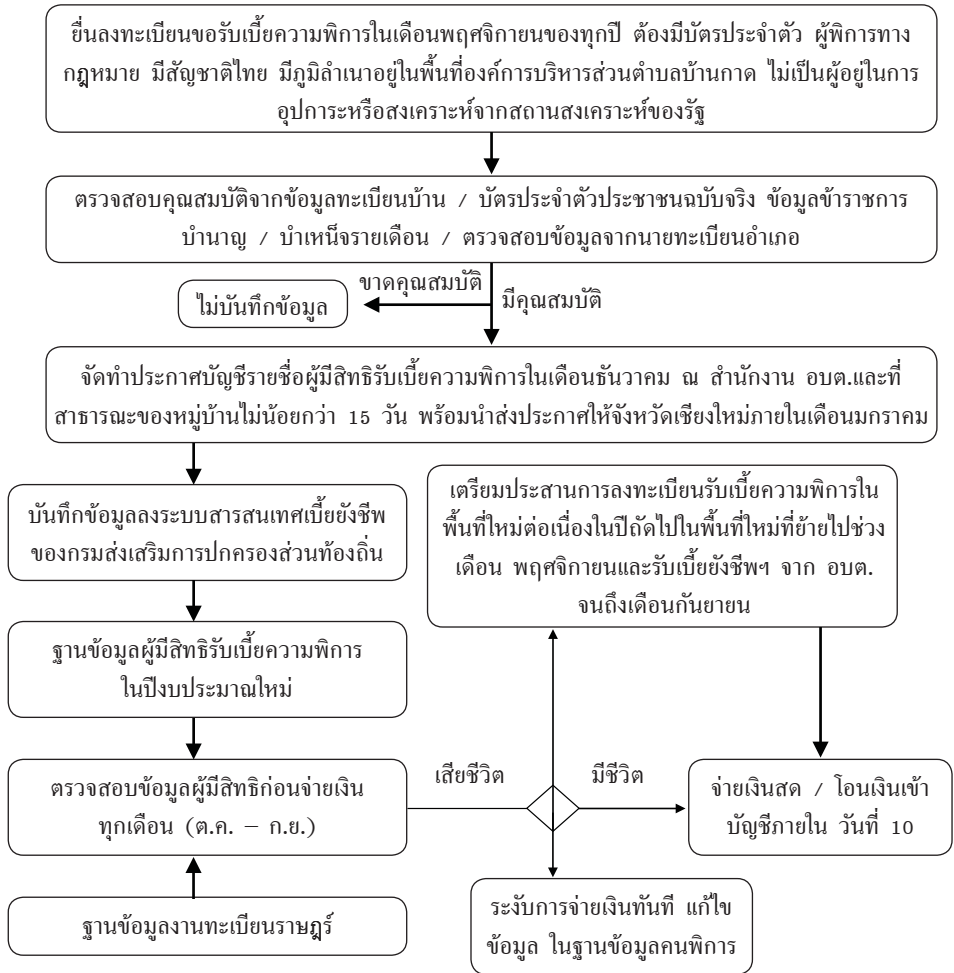 ยื่นลงทะเบียนขอรับเบี้ยความพิการในเดือนพฤศจิกายนของทุกปี ต้องมีบัตรประจำตัว ผู้พิการทาง
กฎหมาย มีสัญชาติไทย มีภูมิลำเนาอยู่ในพื้นที่องค์การบริหารส่วนตำบลบ้านกาด ไม่เป็นผู้อยู่ในการ
อุปการะหรือสงเคราะห์จากสถานสงเคราะห์ของรัฐ
ตรวจสอบคุณสมบัติจากข้อมูลทะเบียนบ้าน / บัตรประจำตัวประชาชนฉบับจริง ข้อมูลข้าราชการ
บำนาญ / บำเหน็จรายเดือน / ตรวจสอบข้อมูลจากนายทะเบียนอำเภอ
ขาดคุณสมบัติ
ไม่บันทึกข้อมูล
มีคุณสมบัติ
จัดทำประกาศบัญชีรายชื่อผู้มีสิทธิรับเบี้ยความพิการในเดือนธันวาคม ณ สำนักงาน อบต.และที่
สาธารณะของหมู่บ้านไม่น้อยกว่า 15 วัน พร้อมนำส่งประกาศให้จังหวัดเชียงใหม่ภายในเดือนมกราคม
บันทึกข้อมูลลงระบบสารสนเทศเบี้ยยังชีพ
ของกรมส่งเสริมการปกครองส่วนท้องถิ่น
เตรียมประสานการลงทะเบียนรับเบี้ยความพิการใน
พื้นที่ใหม่ต่อเนื่องในปีถัดไปในพื้นที่ใหม่ที่ย้ายไปช่วง
เดือน พฤศจิกายนและรับเบี้ยยังชีพฯ จาก อบต.
จนถึงเดือนกันยายน
ฐานข้อมูลผู้มีสิทธิรับเบี้ยความพิการ
ในปีงบประมาณใหม่
ตรวจสอบข้อมูลผู้มีสิทธิก่อนจ่ายเงิน
ทุกเดือน (ต.ค. – ก.ย.)
เสียชีวิต
มีชีวิต
จ่ายเงินสด / โอนเงินเข้า
บัญชีภายใน วันที่ 10
ฐานข้อมูลงานทะเบียนราษฎร์
ระงับการจ่ายเงินทันที แก้ไข
ข้อมูล ในฐานข้อมูลคนพิการ